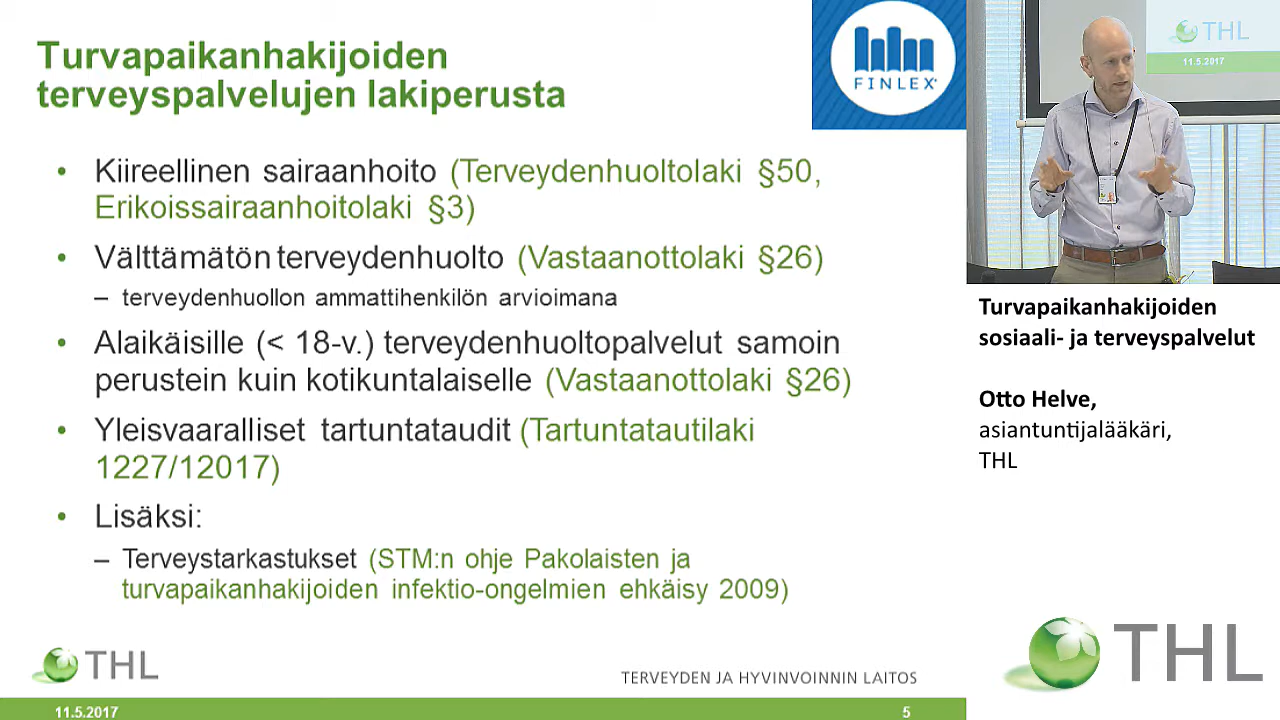 Turvapaikanhakijoiden
terveyspalvelujen lakiperusta
FINLEX
• Kiireellinen sairaanhoito (Terveydenhuoltolaki §50,
Erikoissairaanhoitolaki §3)
• Välttämätön terveydenhuolto (Vastaanottolaki §26)
– terveydenhuollon ammattihenkilön arvioimana
• Alaikäisille (< 18-v.) terveydenhuoltopalvelut samoin
perustein kuin kotikuntalaiselle (Vastaanottolaki §26)
• Yleisvaaralliset tartuntataudit (Tartuntatautilaki
1227/12017)
• Lisäksi:
– Terveystarkastukset (STM:n ohje Pakolaisten ja
turvapaikanhakijoiden infektio-ongelmien ehkäisy 2009)
THL
TERVEYDEN JA HYVINVOINNIN LAITOS
11.5.2017
5
THL
11.5.2017
Turvapaikanhakijoiden
sosiaali- ja terveyspalvelut
Otto Helve,
asiantuntijalääkäri,
THL
THL